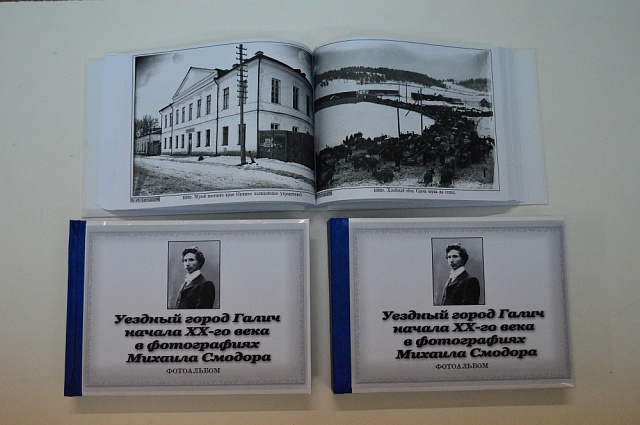 Уездный город Галич
начала XX-го века
в фотографиях
Михаила Смодора
ФОТОАЛЬБОМ
Уездный город Галич
начала XX-го века
в фотографиях
Михаила Смодора
ФОТОАЛЬБОМ